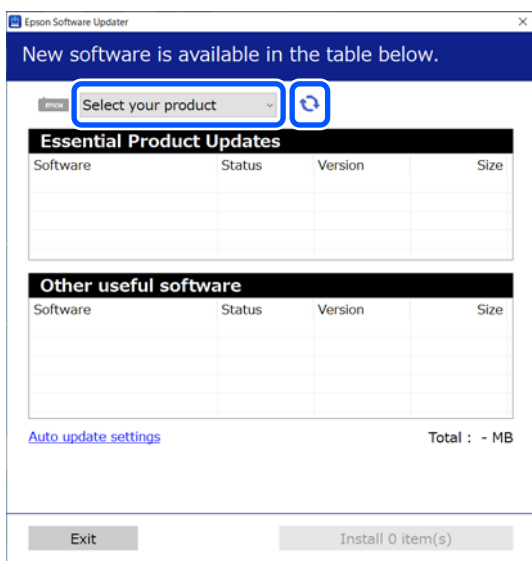 Epson Software Updater
New software is available in the table below.
EPSON Select your product
Essential Product Updates
Software Status Version Size
Other useful software
Software Status Version Size
Auto update settings Total : - MB
Exit Install 0 item(s)